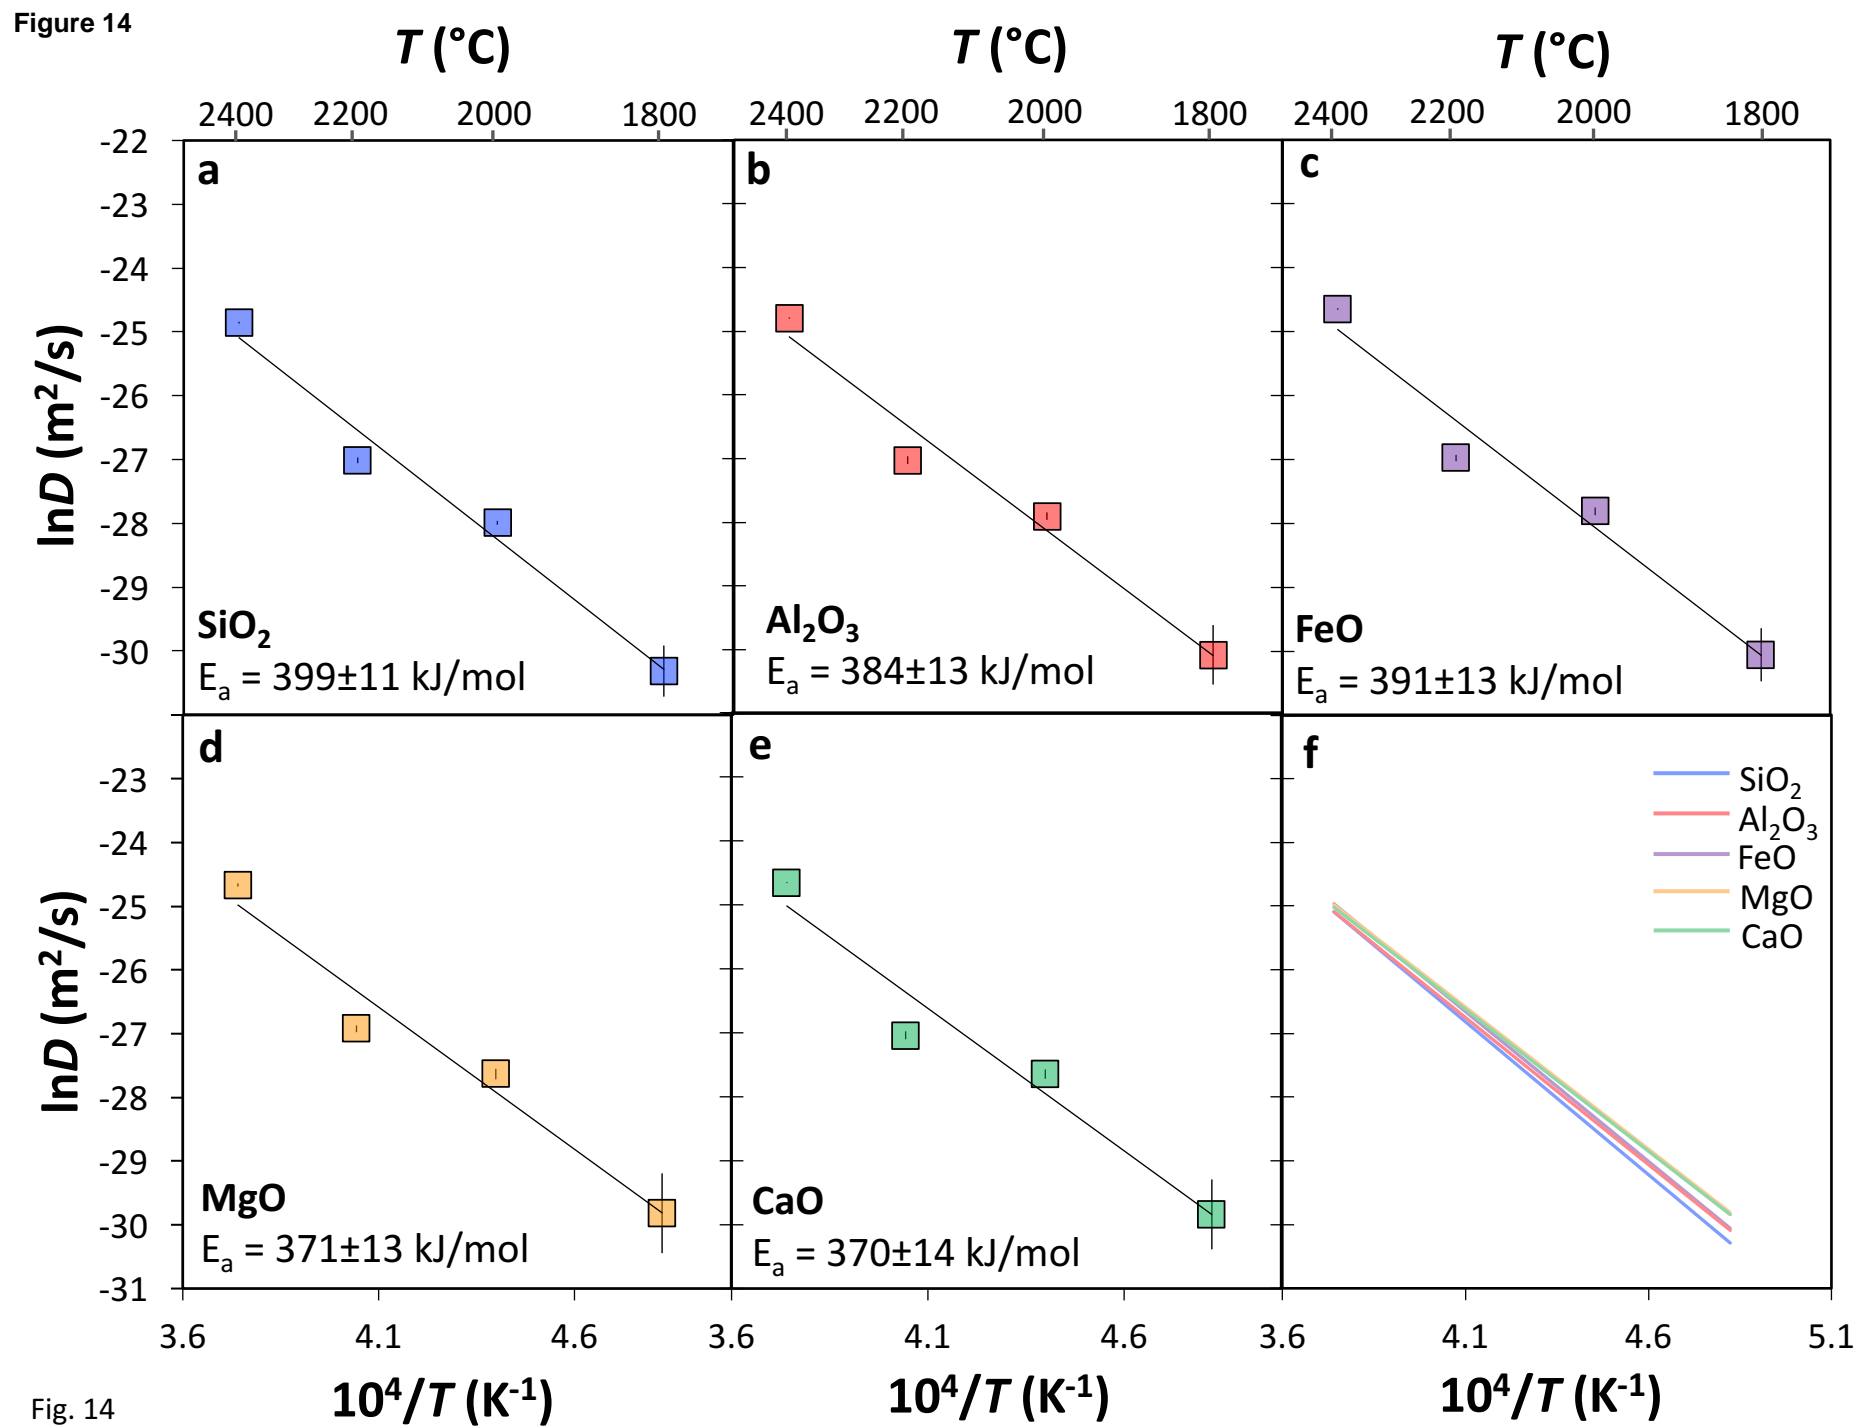 Figure 14
T (°C) T (°C) T (°C)
2400 2200 2000 1800 2400 2200 2000 1800 2400 2200 2000 1800
-22
-23
-24
-25
-26
-27
-28
-29
-30
lnD (m²/s)
a
SiO₂
Eₐ = 399±11 kJ/mol
b
Al₂O₃
Eₐ = 384±13 kJ/mol
c
FeO
Eₐ = 391±13 kJ/mol
-23
-24
-25
-26
-27
-28
-29
-30
-31
lnD (m²/s)
d
MgO
Eₐ = 371±13 kJ/mol
e
CaO
Eₐ = 370±14 kJ/mol
f
SiO₂
Al₂O₃
FeO
MgO
CaO
3.6 4.1 4.6 3.6 4.1 4.6 3.6 4.1 4.6 5.1
10⁴/T (K⁻¹) 10⁴/T (K⁻¹) 10⁴/T (K⁻¹)
Fig. 14